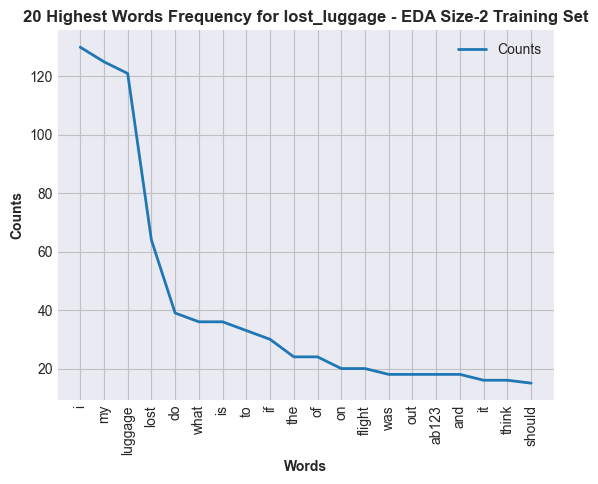 20 Highest Words Frequency for lost_luggage - EDA Size-2 Training Set
Counts
120
100
80
60
40
20
Counts
i
my
luggage
lost
do
what
is
to
if
the
of
on
flight
was
out
ab123
and
it
think
should
Words